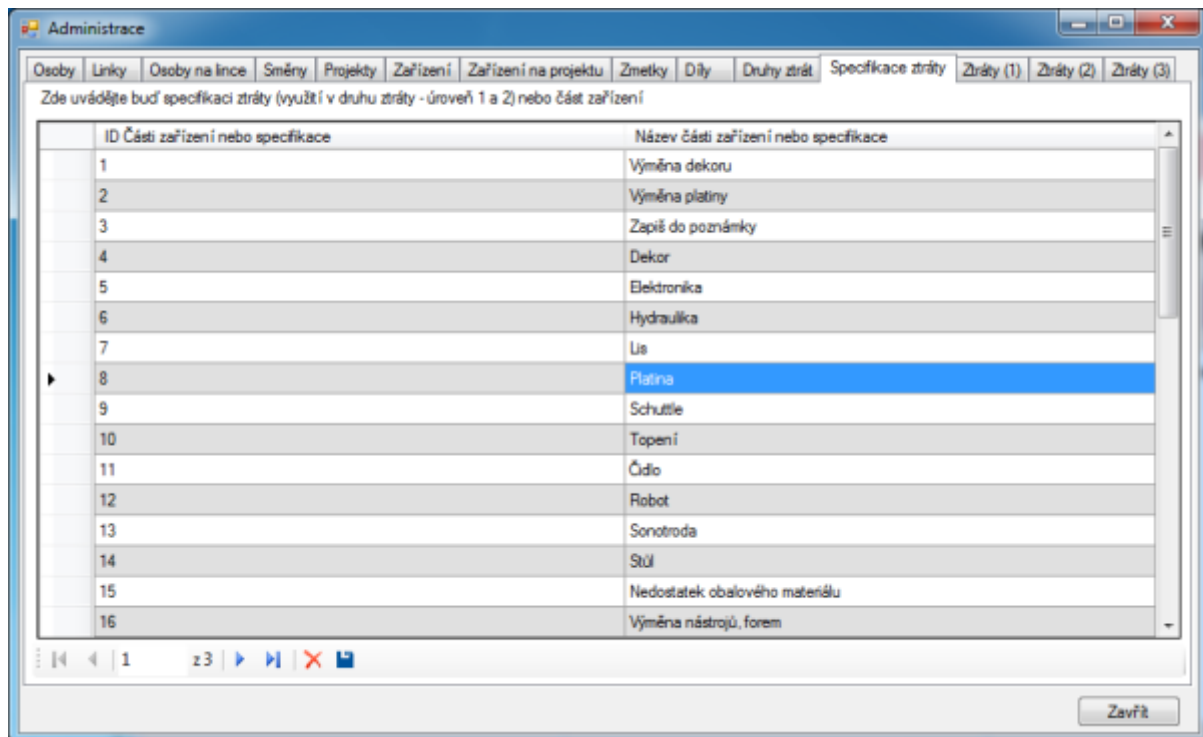 Administrace
Osoby Linky Osoby na lince Směny Projekty Zařízení Zařízení na projektu Zmetky Díly Druhy ztrát Specifikace ztráty Ztráty (1) Ztráty (2) Ztráty (3)
Zde uvádějte buď specifikaci ztráty (využití v druhu ztráty - úroveň 1 a 2) nebo část zařízení
ID Části zařízení nebo specifikace Název části zařízení nebo specifikace
1 Výměna dekoru
2 Výměna platiny
3 Zapiš do poznámky
4 Dekor
5 Elektronika
6 Hydraulika
7 Lis
8 Platina
9 Schuttle
10 Topení
11 Čidlo
12 Robot
13 Sonotroda
14 Stůl
15 Nedostatek obalového materiálu
16 Výměna nástrojů, forem
1 z 3
Zavřít